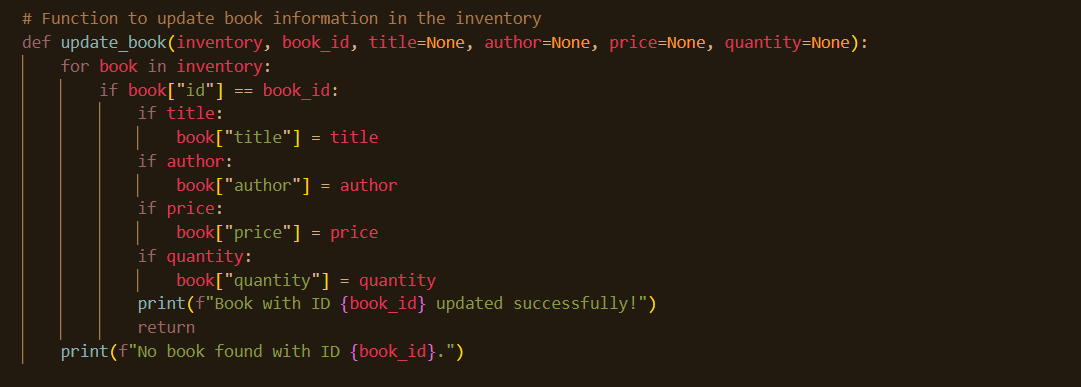 # Function to update book information in the inventory
def update_book(inventory, book_id, title=None, author=None, price=None, quantity=None):
    for book in inventory:
        if book["id"] == book_id:
            if title:
                book["title"] = title
            if author:
                book["author"] = author
            if price:
                book["price"] = price
            if quantity:
                book["quantity"] = quantity
            print(f"Book with ID {book_id} updated successfully!")
            return
    print(f"No book found with ID {book_id}.")